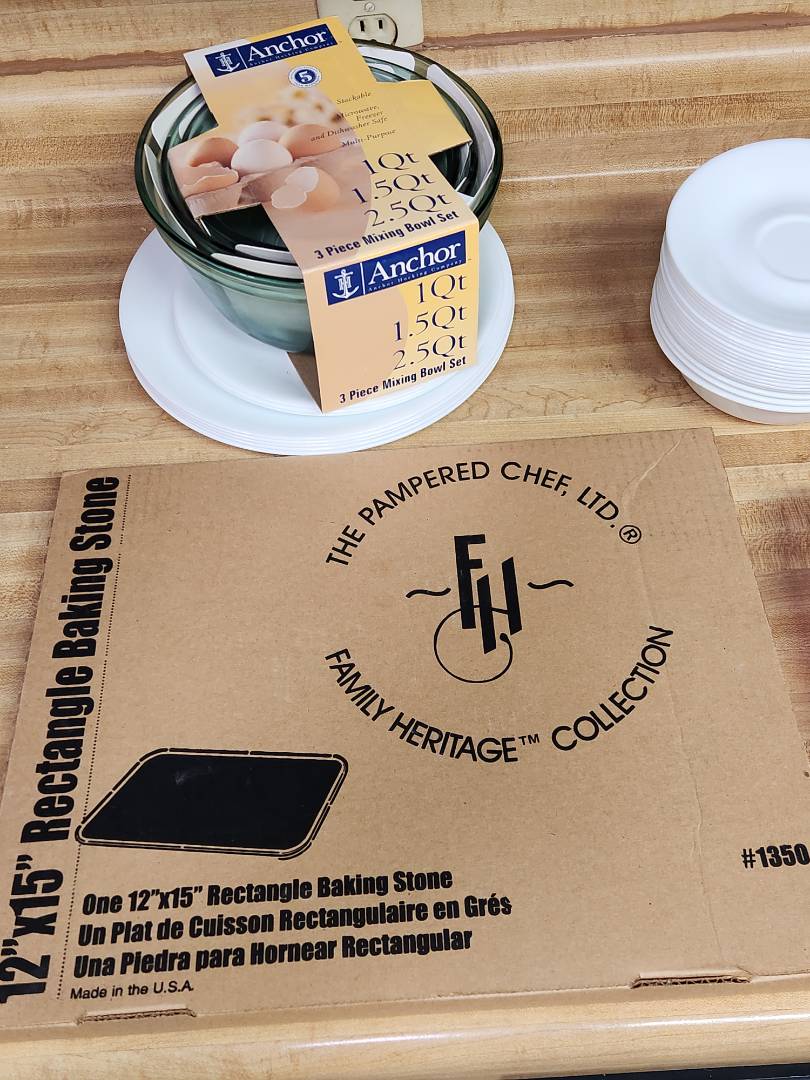 Anchor
Anchor Hocking Company
5
Stackable
Microwave,
Freezer
and Dishwasher Safe
Multi-Purpose
1Qt
1.5Qt
2.5Qt
3 Piece Mixing Bowl Set
Anchor
Anchor Hocking Company
1Qt
1.5Qt
2.5Qt
3 Piece Mixing Bowl Set
12”x15” Rectangle Baking Stone
THE PAMPERED CHEF, LTD.®
FH
FAMILY HERITAGE™ COLLECTION
#1350
One 12”x15” Rectangle Baking Stone
Un Plat de Cuisson Rectangulaire en Grés
Una Piedra para Hornear Rectangular
Made in the U.S.A.